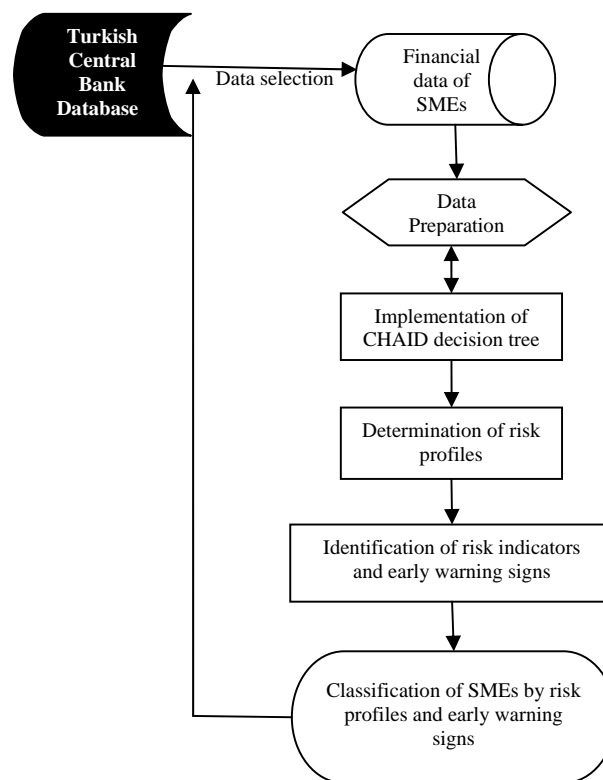 Turkish
Central
Bank
Database
Data selection
Financial
data of
SMEs
Data
Preparation
Implementation of
CHAID decision tree
Determination of risk
profiles
Identification of risk indicators
and early warning signs
Classification of SMEs by risk
profiles and early warning
signs